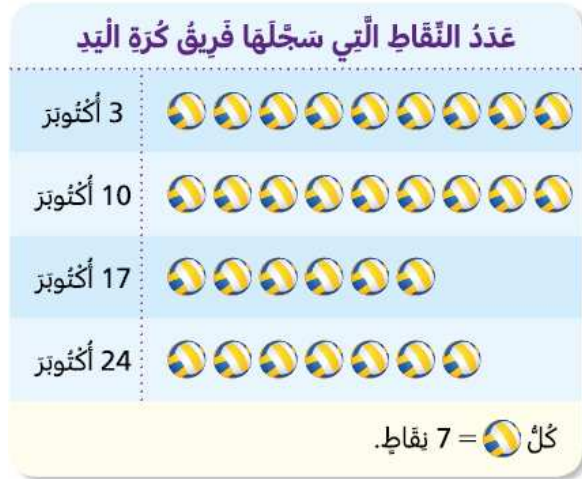 عَدَدُ النِّقَاطِ الَّتِي سَجَّلَهَا فَرِيقُ كُرَةِ الْيَدِ
3 أُكْتُوبَرَ
10 أُكْتُوبَرَ
17 أُكْتُوبَرَ
24 أُكْتُوبَرَ
كُلُّ = 7 نِقَاطٍ.